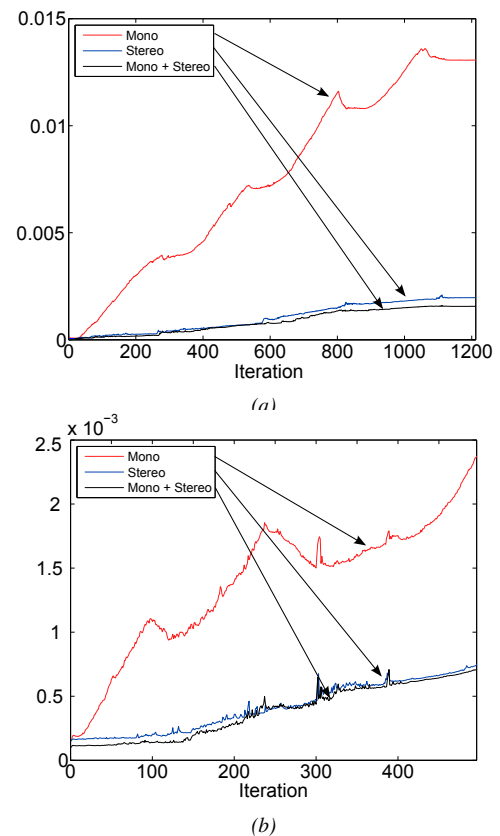 0.015
Mono
Stereo
Mono + Stereo
0.01
0.005
0
0 200 400 600 800 1000 1200
Iteration
(a)
x 10⁻³
2.5
Mono
Stereo
Mono + Stereo
2
1.5
1
0.5
0
0 100 200 300 400
Iteration
(b)